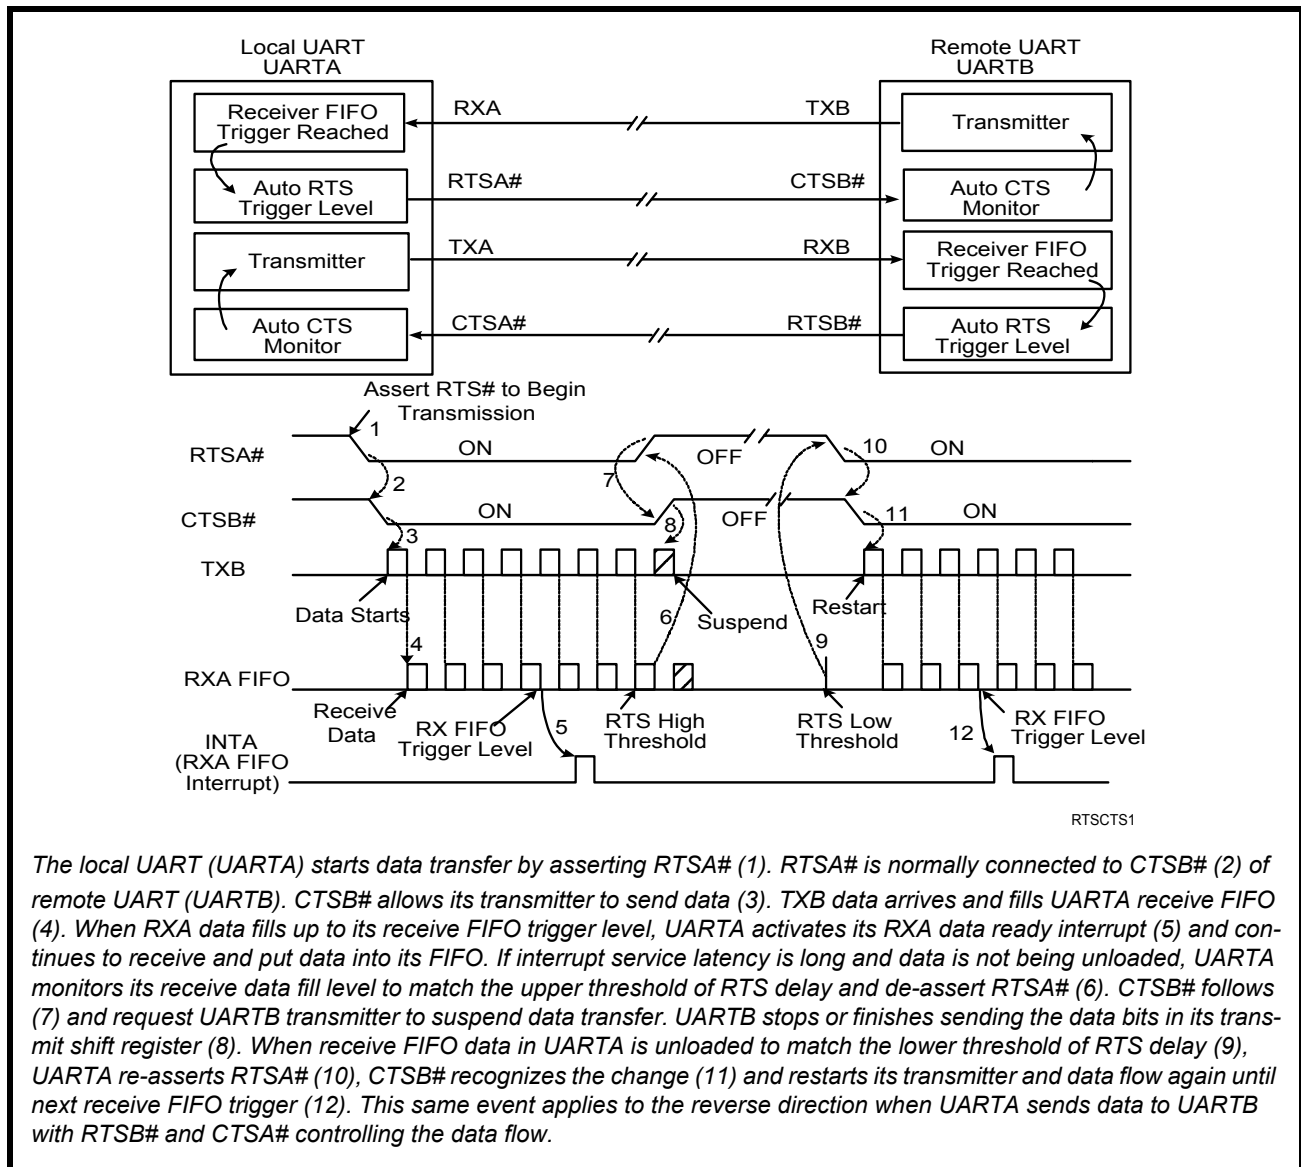 Local UART
UARTA
Remote UART
UARTB
Receiver FIFO
Trigger Reached
RXA
TXB
Transmitter
Auto RTS
Trigger Level
RTSA#
CTSB#
Auto CTS
Monitor
Transmitter
TXA
RXB
Receiver FIFO
Trigger Reached
Auto CTS
Monitor
CTSA#
RTSB#
Auto RTS
Trigger Level
Assert RTS# to Begin
Transmission
1
RTSA#
ON
OFF
10
ON
2
7
CTSB#
ON
8
OFF
11
ON
3
TXB
Data Starts
6
Suspend
Restart
4
9
RXA FIFO
Receive
Data
RX FIFO
Trigger Level
5
RTS High
Threshold
RTS Low
Threshold
12
RX FIFO
Trigger Level
INTA
(RXA FIFO
Interrupt)
RTSCTS1
The local UART (UARTA) starts data transfer by asserting RTSA# (1). RTSA# is normally connected to CTSB# (2) of
remote UART (UARTB). CTSB# allows its transmitter to send data (3). TXB data arrives and fills UARTA receive FIFO
(4). When RXA data fills up to its receive FIFO trigger level, UARTA activates its RXA data ready interrupt (5) and con-
tinues to receive and put data into its FIFO. If interrupt service latency is long and data is not being unloaded, UARTA
monitors its receive data fill level to match the upper threshold of RTS delay and de-assert RTSA# (6). CTSB# follows
(7) and request UARTB transmitter to suspend data transfer. UARTB stops or finishes sending the data bits in its trans-
mit shift register (8). When receive FIFO data in UARTA is unloaded to match the lower threshold of RTS delay (9),
UARTA re-asserts RTSA# (10), CTSB# recognizes the change (11) and restarts its transmitter and data flow again until
next receive FIFO trigger (12). This same event applies to the reverse direction when UARTA sends data to UARTB
with RTSB# and CTSA# controlling the data flow.